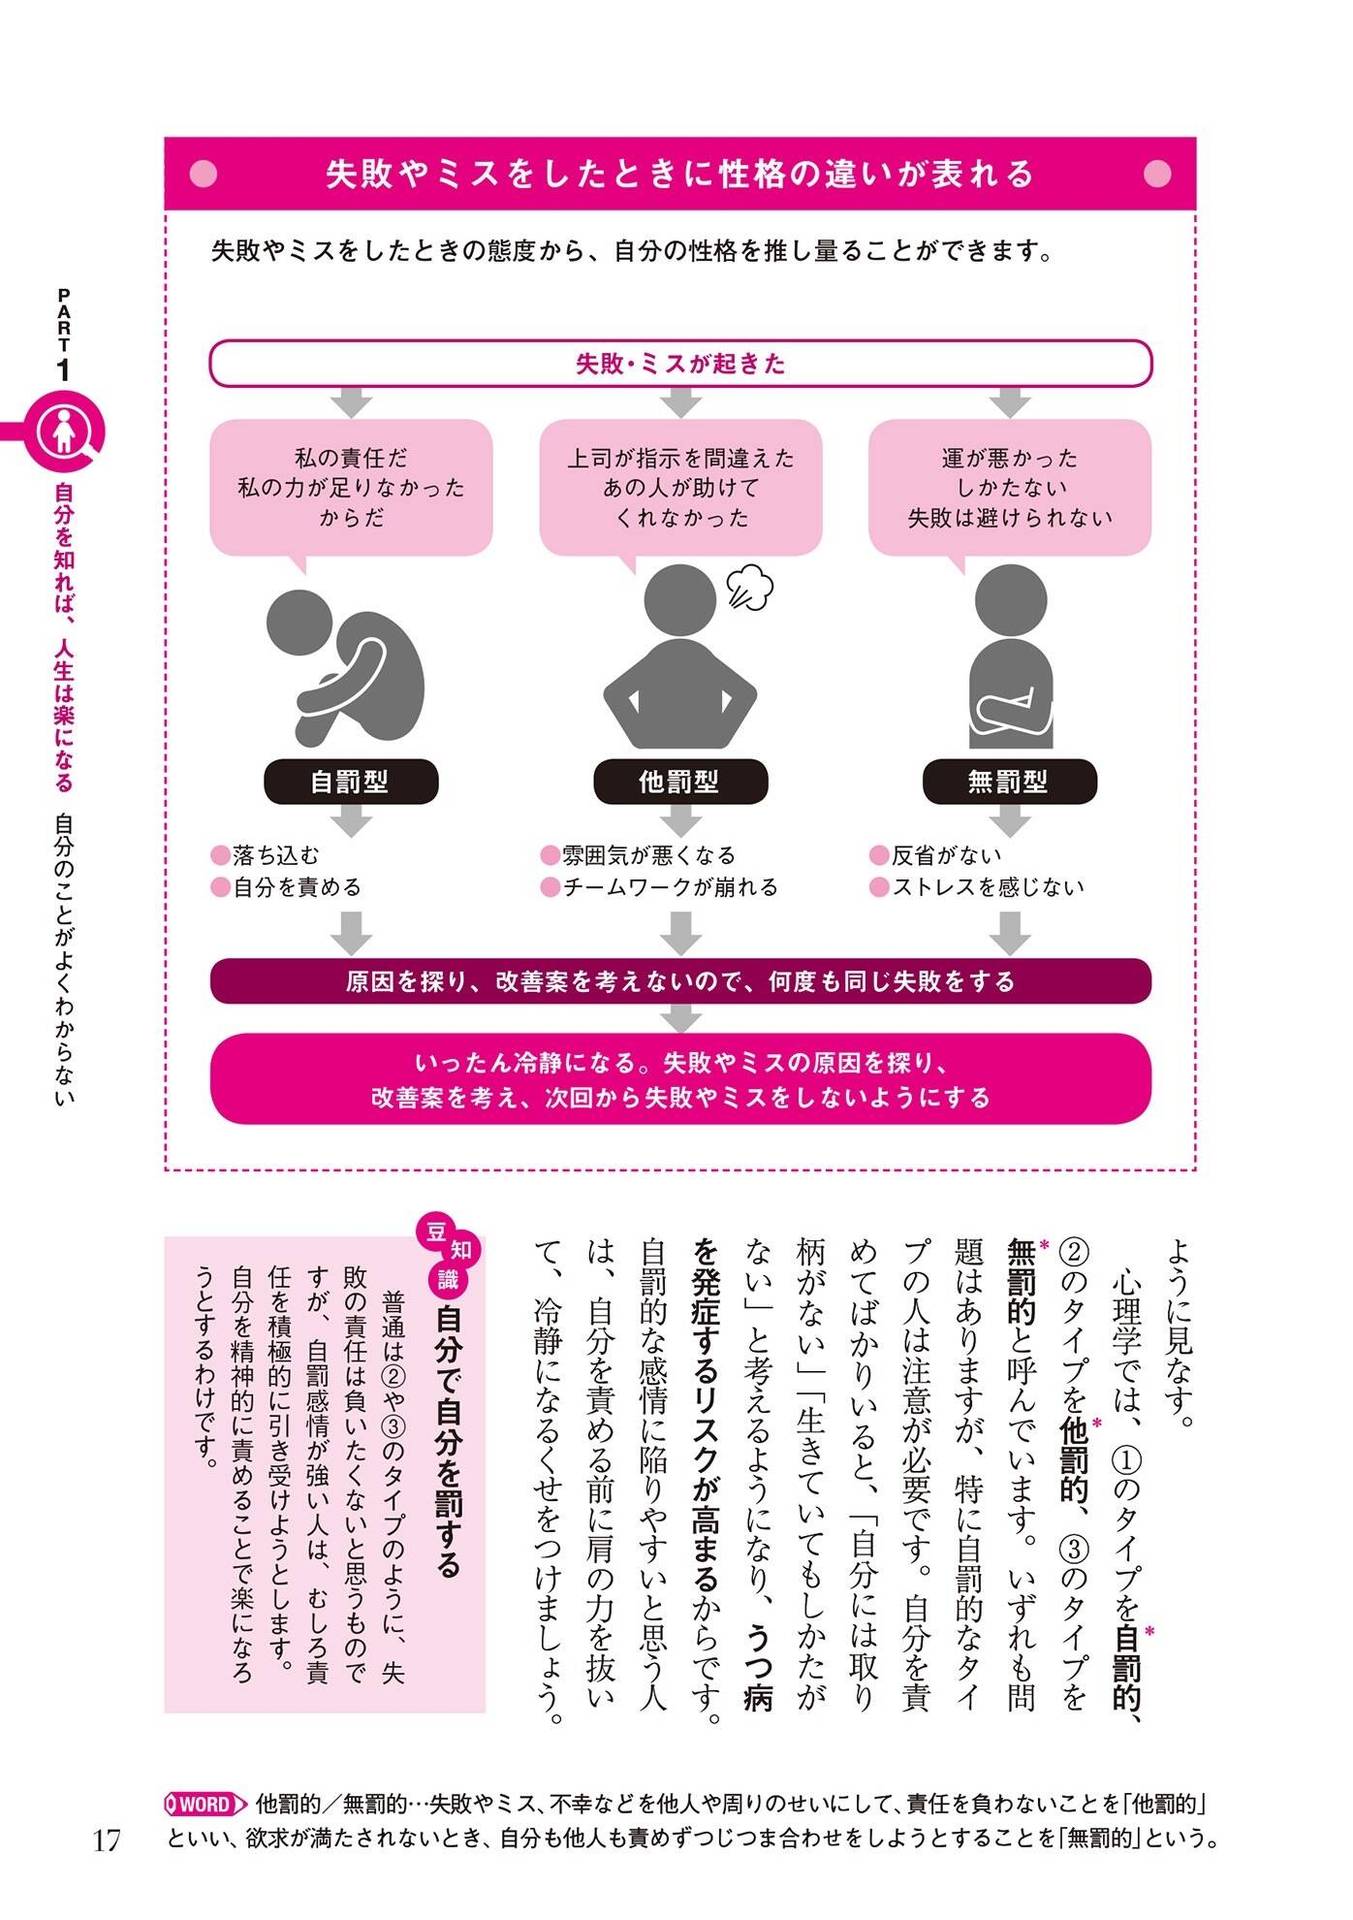 失敗やミスをしたときに性格の違いが表れる
失敗やミスをしたときの態度から、自分の性格を推し量ることができます。
失敗・ミスが起きた
私の責任だ
私の力が足りなかった
からだ
上司が指示を間違えた
あの人が助けて
くれなかった
運が悪かった
しかたない
失敗は避けられない
自罰型
他罰型
無罰型
●落ち込む
●自分を責める
●雰囲気が悪くなる
●チームワークが崩れる
●反省がない
●ストレスを感じない
原因を探り、改善案を考えないので、何度も同じ失敗をする
いったん冷静になる。失敗やミスの原因を探り、
改善案を考え、次回から失敗やミスをしないようにする
PART1
自分を知れば、人生は楽になる 自分のことがよくわからない
ように見なす。
心理学では、①のタイプを自罰的*、
②のタイプを他罰的*、③のタイプを
無罰的*と呼んでいます。いずれも問
題はありますが、特に自罰的なタイ
プの人は注意が必要です。自分を責
めてばかりいると、「自分には取り
柄がない」「生きていてもしかたが
ない」と考えるようになり、うつ病
を発症するリスクが高まるからです。
自罰的な感情に陥りやすいと思う人
は、自分を責める前に肩の力を抜い
て、冷静になるくせをつけましょう。
豆知識
自分で自分を罰する
普通は②や③のタイプのように、失
敗の責任は負いたくないと思うもので
すが、自罰感情が強い人は、むしろ責
任を積極的に引き受けようとします。
自分を精神的に責めることで楽になろ
うとするわけです。
WORD 他罰的／無罰的…失敗やミス、不幸などを他人や周りのせいにして、責任を負わないことを「他罰的」
といい、欲求が満たされないとき、自分も他人も責めずつじつま合わせをしようとすることを「無罰的」という。
17